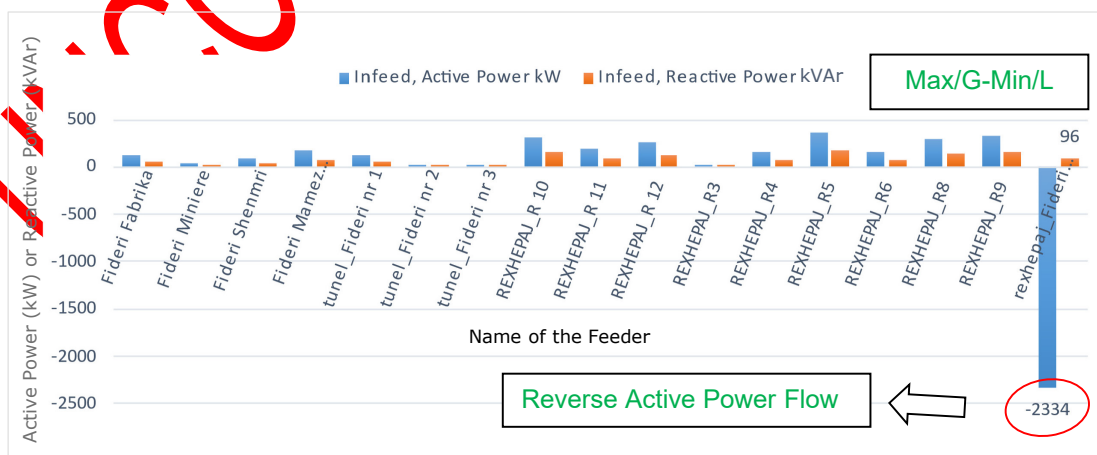 Infeed, Active Power kW
Infeed, Reactive Power kVAr
Max/G-Min/L
Active Power (kW) or Reactive Power (kVAr)
500
0
-500
-1000
-1500
-2000
-2500
96
Fideri Fabrika
Fideri Miniere
Fideri Shenmri
Fideri Mamez...
tunel_Fideri nr 1
tunel_Fideri nr 2
tunel_Fideri nr 3
REXHEPAJ_R 10
REXHEPAJ_R 11
REXHEPAJ_R 12
REXHEPAJ_R3
REXHEPAJ_R4
REXHEPAJ_R5
REXHEPAJ_R6
REXHEPAJ_R8
REXHEPAJ_R9
rexhepaj_Fideri...
Name of the Feeder
Reverse Active Power Flow
-2334